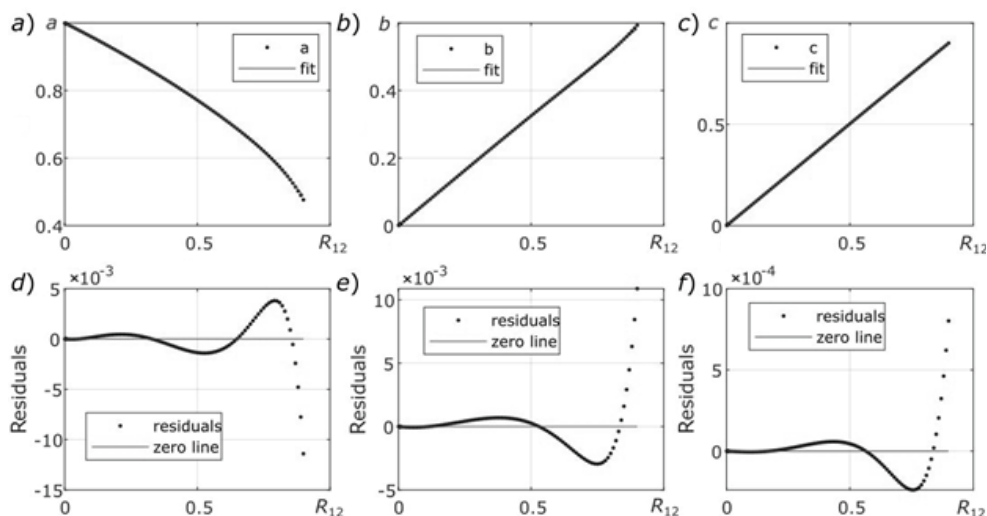 a) b) c)
a b c
1 0.8 0.6 0.4
0 0.5 R12
a
fit
0.4 0.2 0
0 0.5 R12
b
fit
0.5 0
0 0.5 R12
c
fit
d) e) f)
×10-3 ×10-3 ×10-4
Residuals
5 0 -5 -10 -15
0 0.5 R12
residuals
zero line
Residuals
10 5 0 -5
0 0.5 R12
residuals
zero line
Residuals
10 5 0
0 0.5 R12
residuals
zero line